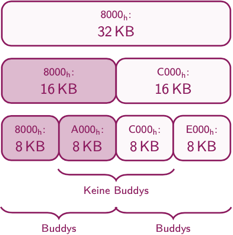 8000h:
32 KB
8000h: C000h:
16 KB 16 KB
8000h: A000h: C000h: E000h:
8 KB 8 KB 8 KB 8 KB
Keine Buddys
Buddys Buddys